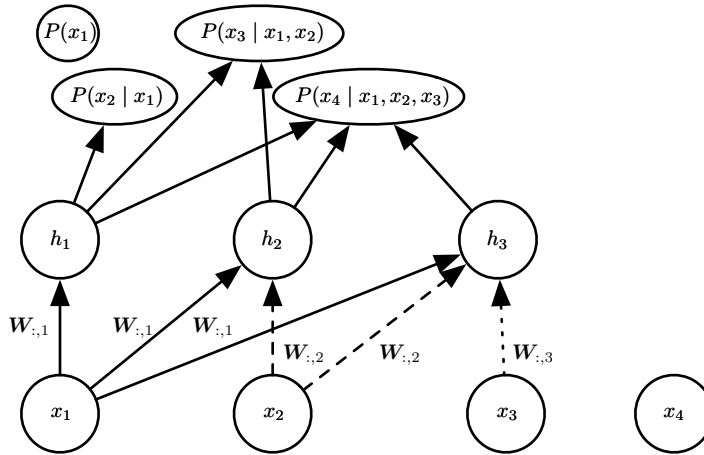 P(x₁) P(x₃ | x₁, x₂)
P(x₂ | x₁) P(x₄ | x₁, x₂, x₃)
h₁ h₂ h₃
W:,1 W:,1 W:,1
W:,2 W:,2 W:,3
x₁ x₂ x₃ x₄